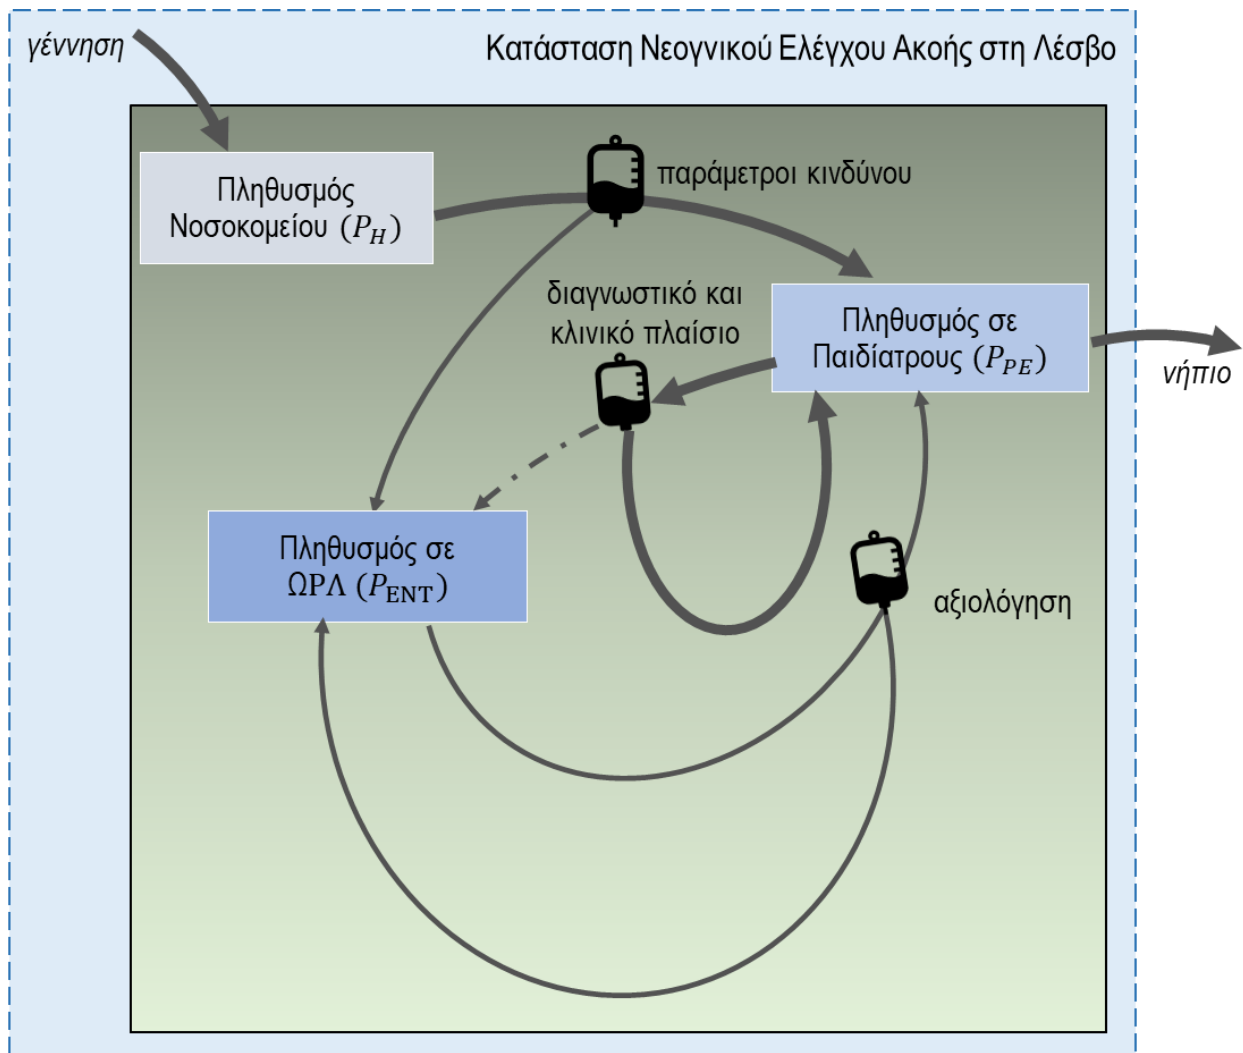 γέννηση
Κατάσταση Νεογνικού Ελέγχου Ακοής στη Λέσβο
Πληθυσμός
Νοσοκομείου (P_H)
παράμετροι κινδύνου
διαγνωστικό και
κλινικό πλαίσιο
Πληθυσμός σε
Παιδίατρους (P_PE)
νήπιο
Πληθυσμός σε
ΩΡΛ (P_ENT)
αξιολόγηση